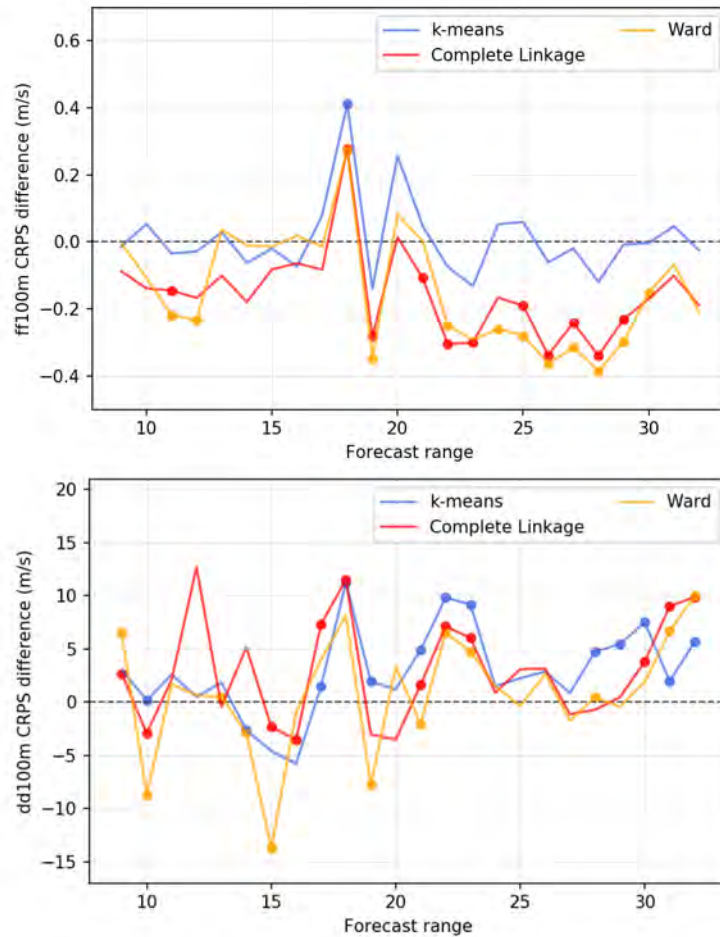 0.6
0.4
0.2
0.0
−0.2
−0.4
ff100m CRPS difference (m/s)
k-means
Complete Linkage
Ward
10
15
20
25
30
Forecast range
20
15
10
5
0
−5
−10
−15
dd100m CRPS difference (m/s)
k-means
Complete Linkage
Ward
10
15
20
25
30
Forecast range